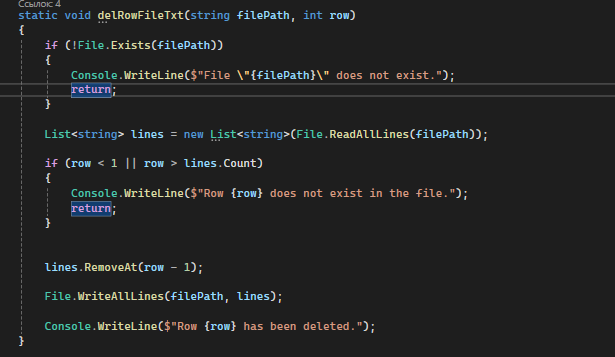 Ссылок: 4
static void delRowFileTxt(string filePath, int row)
{
    if (!File.Exists(filePath))
    {
        Console.WriteLine($"File \"{filePath}\" does not exist.");
        return;
    }
    List<string> lines = new List<string>(File.ReadAllLines(filePath));
    if (row < 1 || row > lines.Count)
    {
        Console.WriteLine($"Row {row} does not exist in the file.");
        return;
    }
    lines.RemoveAt(row - 1);
    File.WriteAllLines(filePath, lines);
    Console.WriteLine($"Row {row} has been deleted.");
}